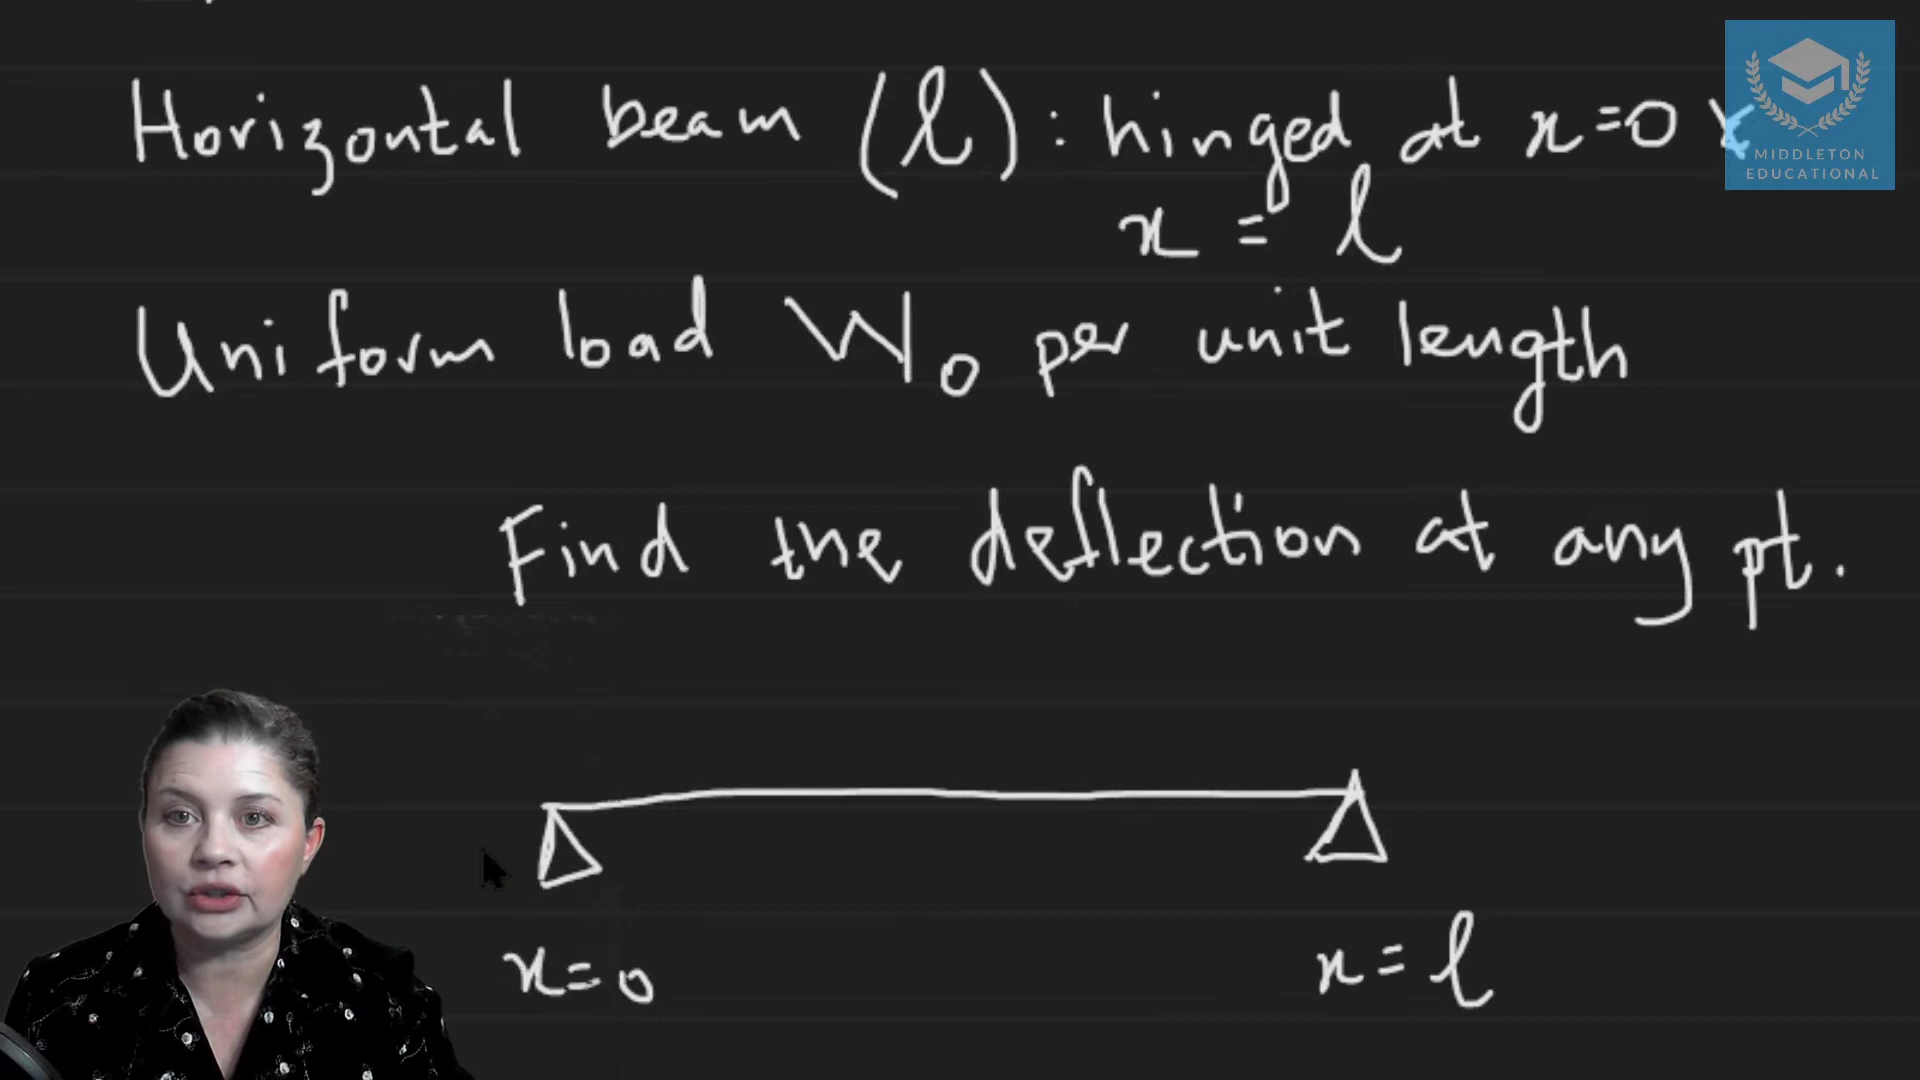 Horizontal beam (l): hinged at x=0 &
x = l
Uniform load W₀ per unit length
Find the deflection at any pt.
x=0
x = l
MIDDLETON
EDUCATIONAL